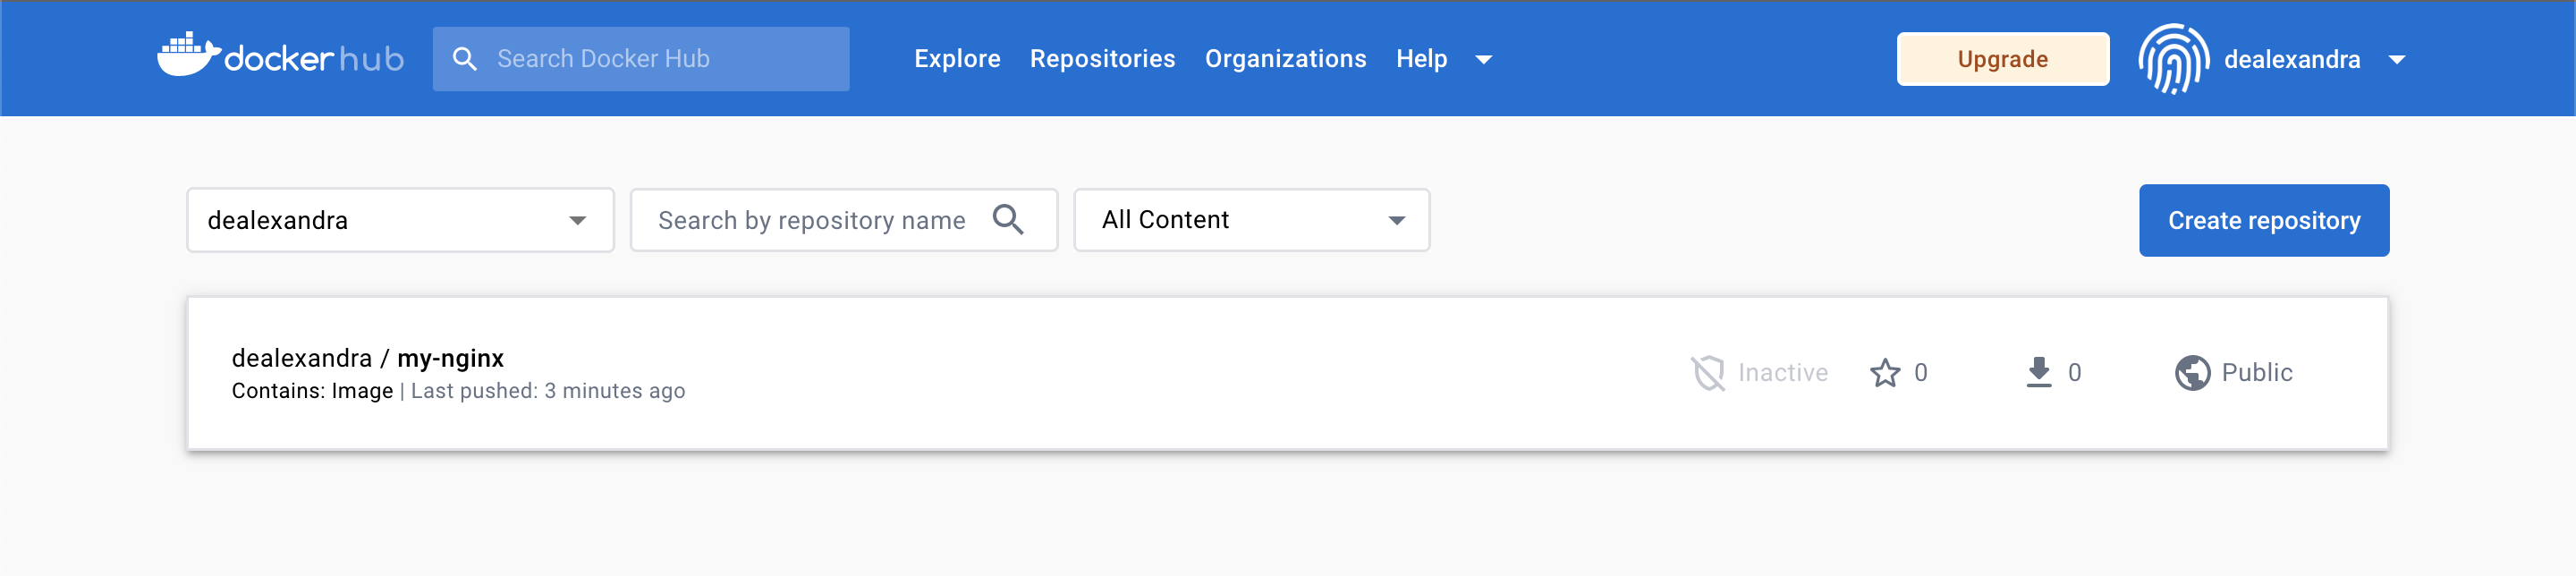 docker hub Search Docker Hub Explore Repositories Organizations Help Upgrade dealexandra
dealexandra Search by repository name All Content Create repository
dealexandra / my-nginx
Contains: Image | Last pushed: 3 minutes ago
Inactive 0 0 Public